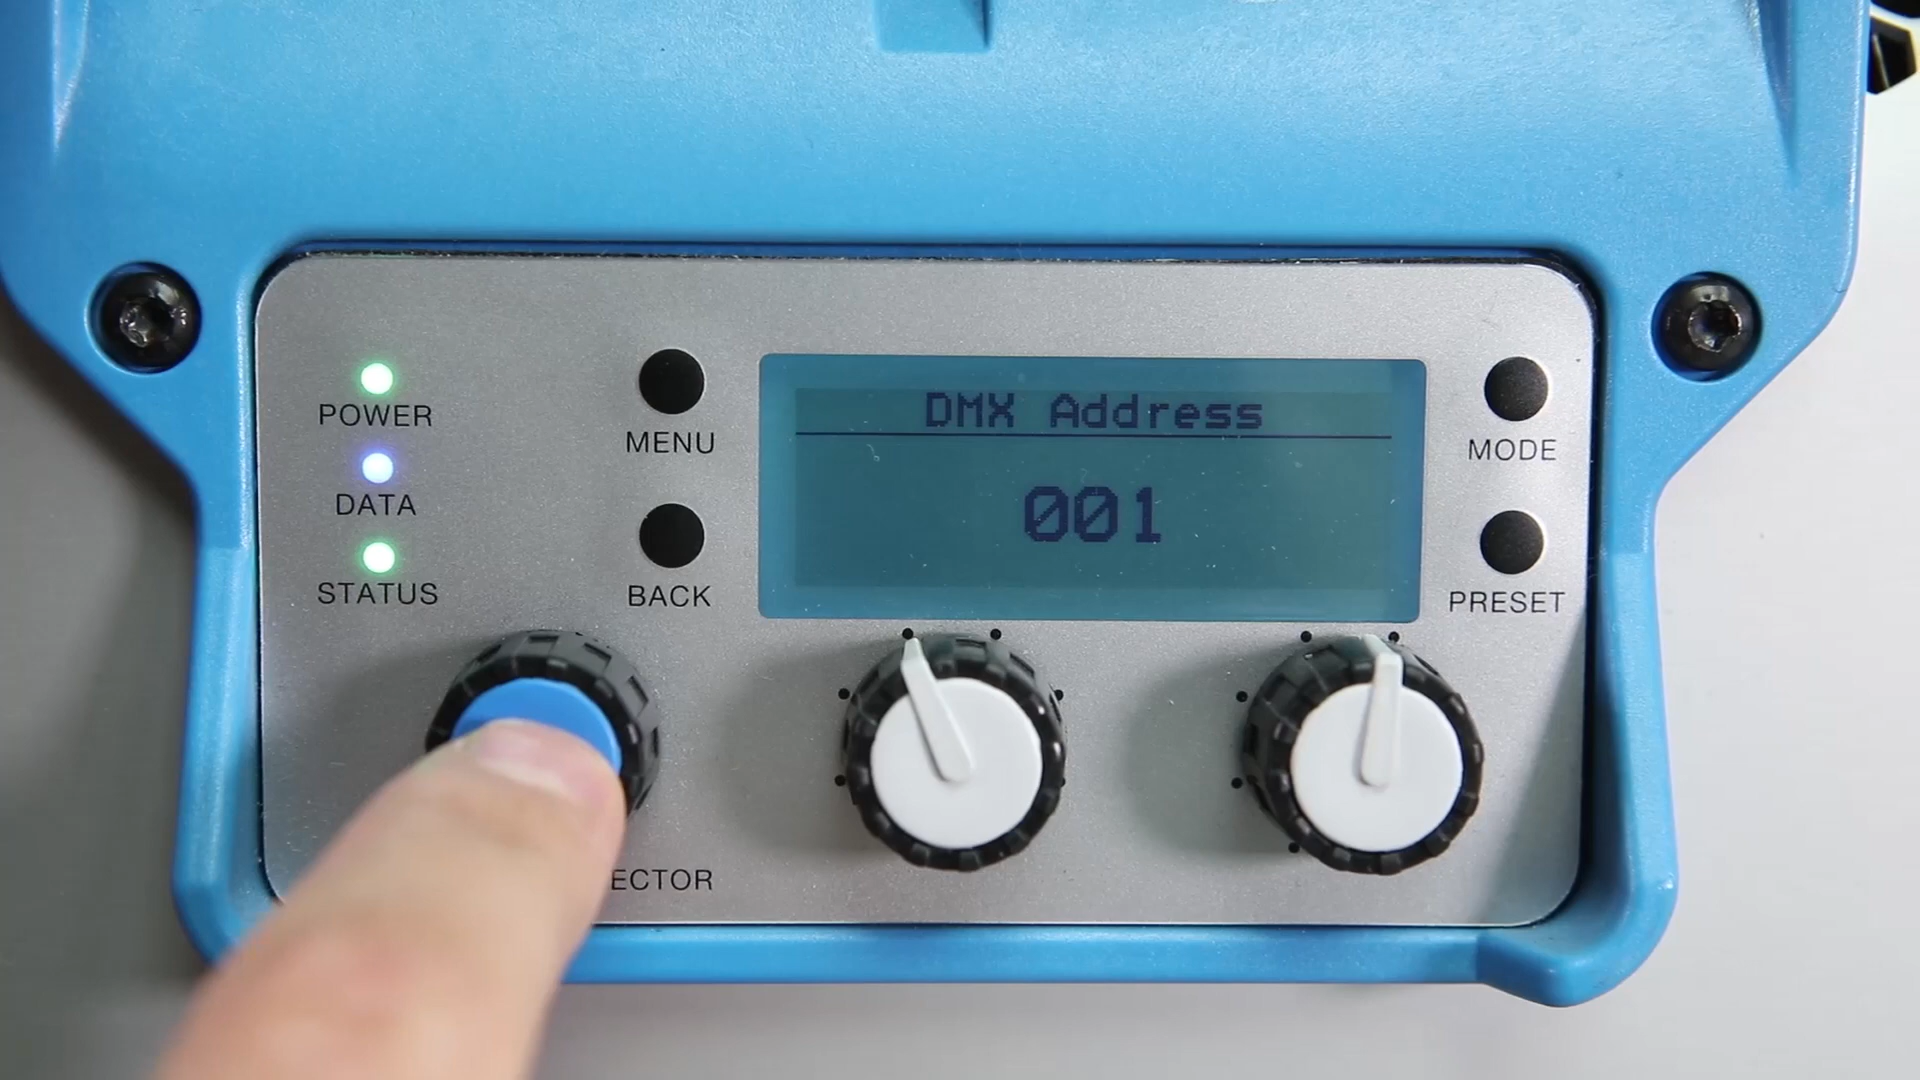 POWER
DATA
STATUS
MENU
BACK
DMX Address
001
MODE
PRESET
ECTOR